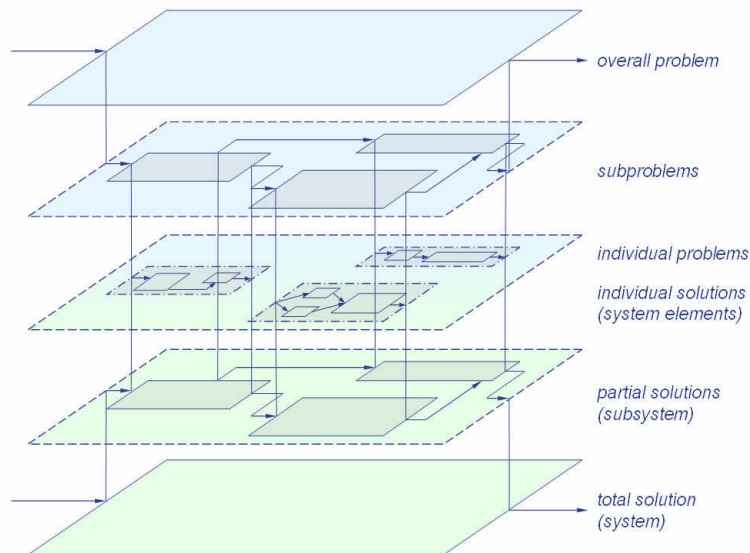 overall problem
subproblems
individual problems
individual solutions
(system elements)
partial solutions
(subsystem)
total solution
(system)